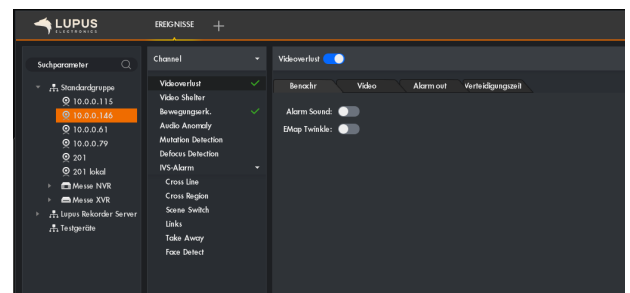 LUPUS
ELECTRONICS
EREIGNISSE
Suchparameter
Standardgruppe
10.0.0.115
10.0.0.146
10.0.0.61
10.0.0.79
201
201 lokal
Messe NVR
Messe XVR
Lupus Rekorder Server
Testgeräte
Channel
Videoverlust
Video Shelter
Bewegungserk.
Audio Anomaly
Mutation Detection
Defocus Detection
IVS-Alarm
Cross Line
Cross Region
Scene Switch
Links
Take Away
Face Detect
Videoverlust
Benachr
Video
Alarm out
Verteidigungszeit
Alarm Sound:
EMap Twinkle: